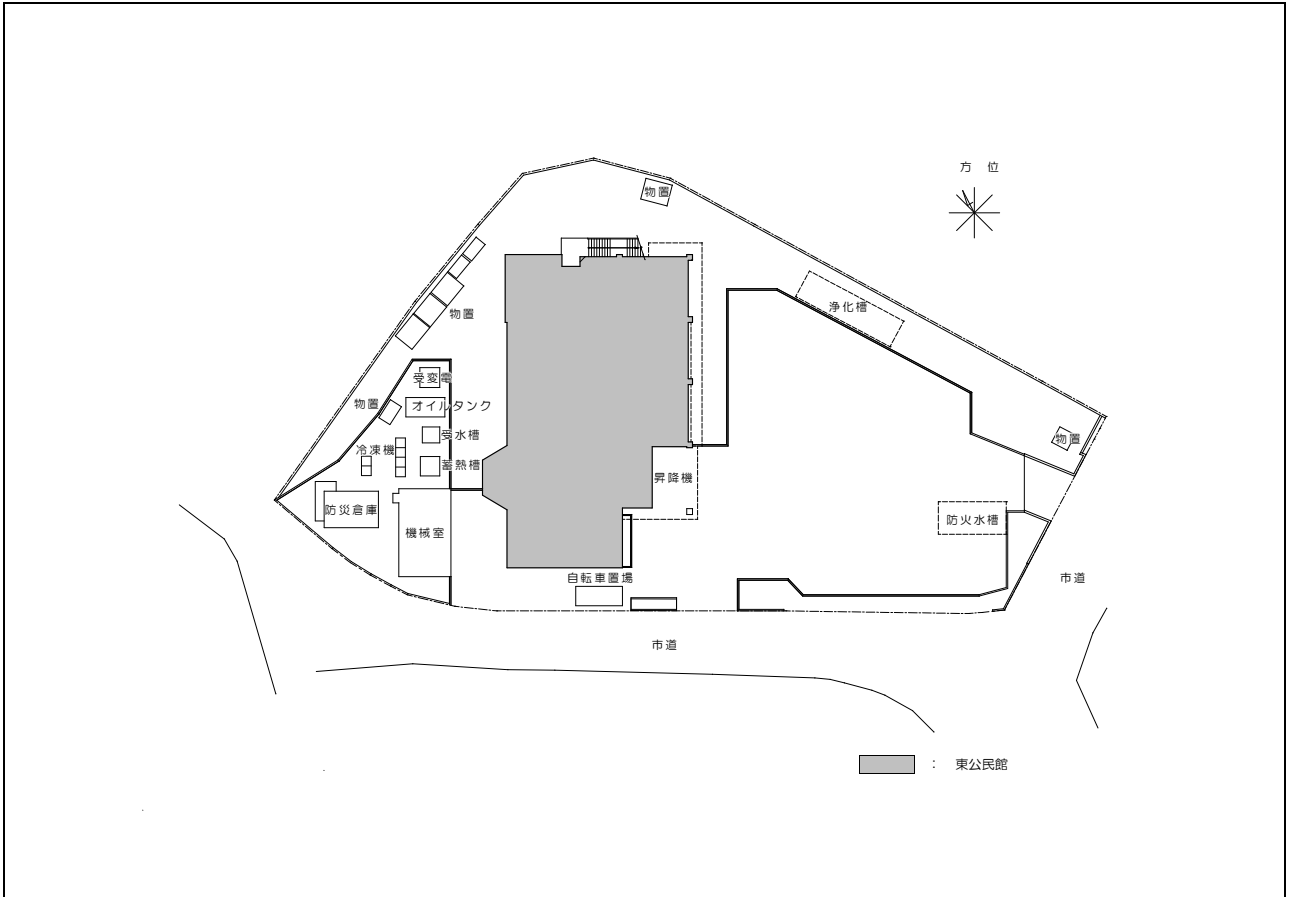 方 位
物置
浄化槽
物置
受変電
物置
オイルタンク
受水槽
物置
冷凍機
蓄熱槽
昇降機
防災倉庫
防火水槽
機械室
自転車置場
市道
市道
： 東公民館